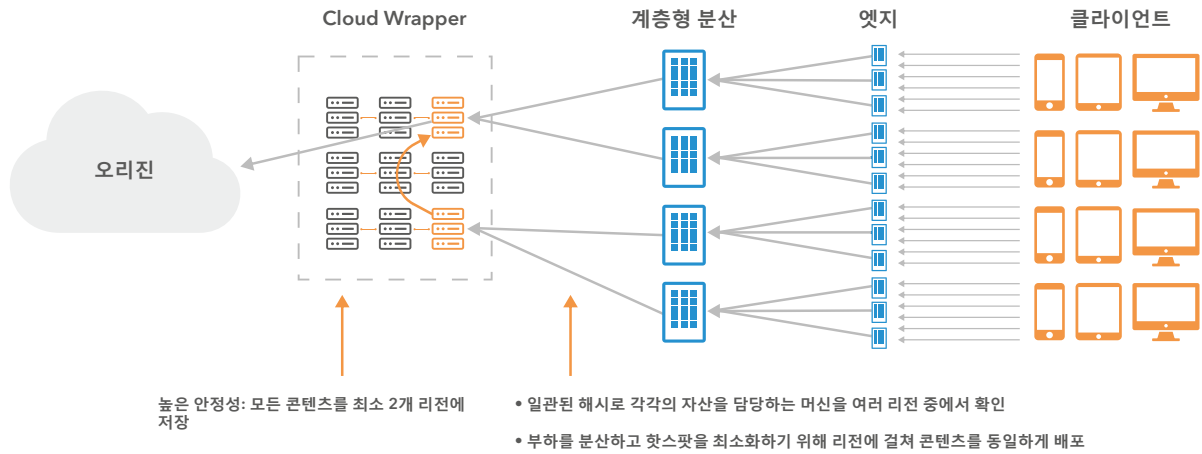 Cloud Wrapper
계층형 분산
엣지
클라이언트
오리진
높은 안정성: 모든 콘텐츠를 최소 2개 리전에
저장
• 일관된 해시로 각각의 자산을 담당하는 머신을 여러 리전 중에서 확인
• 부하를 분산하고 핫스팟을 최소화하기 위해 리전에 걸쳐 콘텐츠를 동일하게 배포